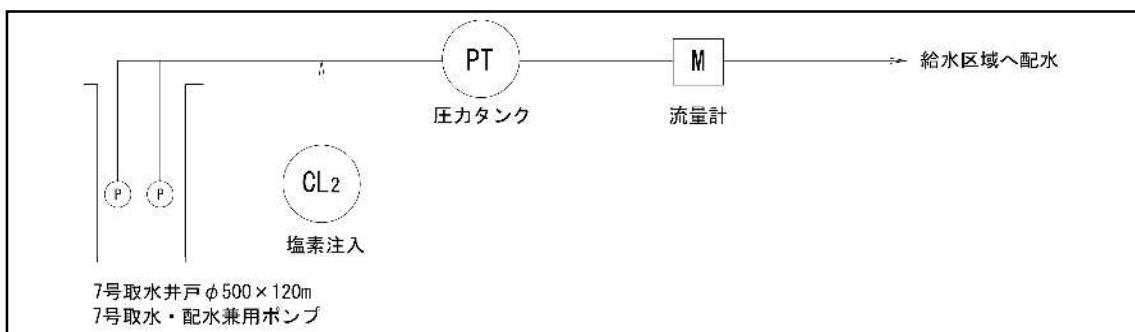 PT
M
給水区域へ配水
圧力タンク
流量計
P
P
CL2
塩素注入
7号取水井戸φ500×120m
7号取水・配水兼用ポンプ